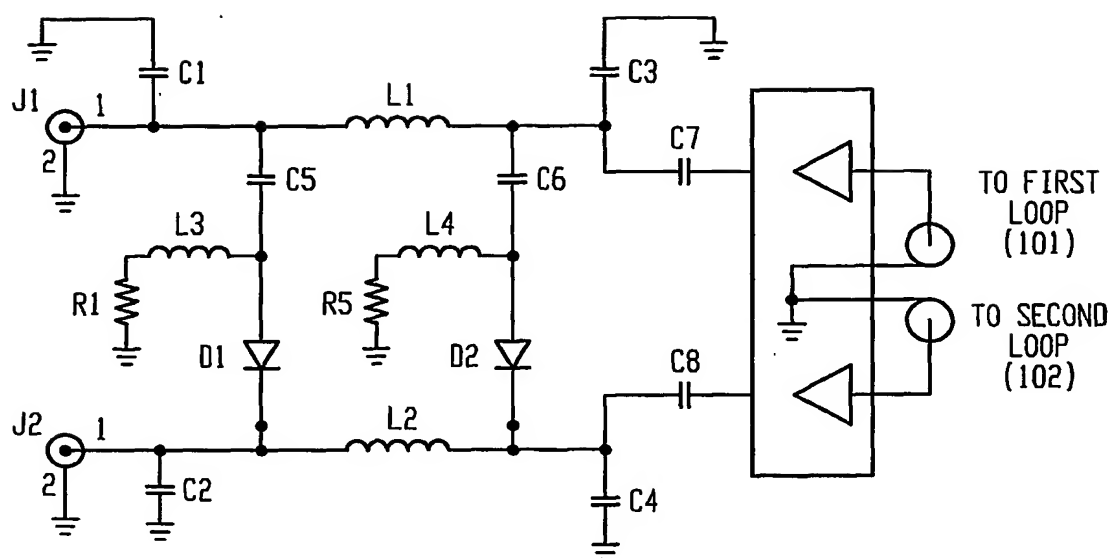 C1
C3
J1
1
L1
C7
2
C5
C6
TO FIRST
LOOP
(101)
L3
L4
R1
R5
TO SECOND
LOOP
(102)
D1
D2
C8
J2
1
L2
2
C2
C4